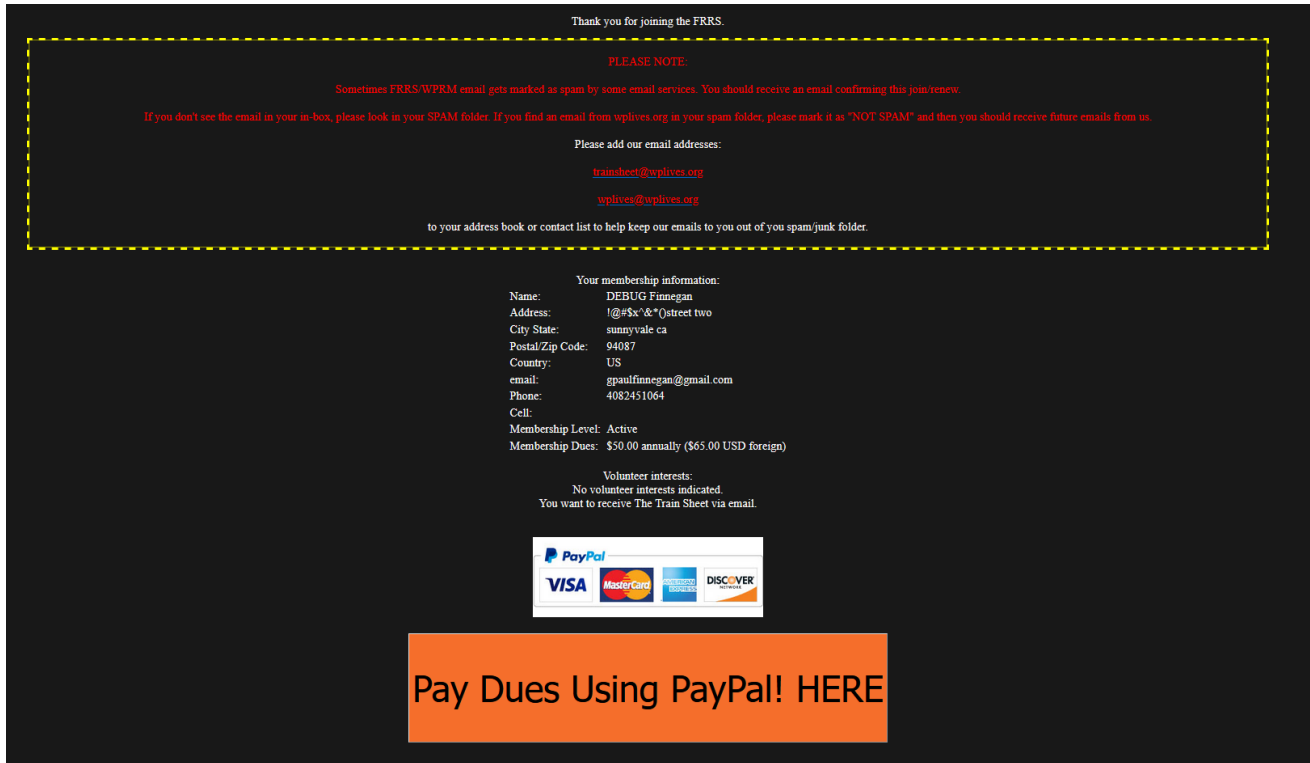 Thank you for joining the FRRS.
PLEASE NOTE:
Sometimes FRRS/WPRM email gets marked as spam by some email services. You should receive an email confirming this join/renew.
If you don't see the email in your in-box, please look in your SPAM folder. If you find an email from wplives.org in your spam folder, please mark it as "NOT SPAM" and then you should receive future emails from us.
Please add our email addresses:
trainsheet@wplives.org
wplives@wplives.org
to your address book or contact list to help keep our emails to you out of you spam/junk folder.
Your membership information:
Name: DEBUG Finnegan
Address: !@#$x^&*()street two
City State: sunnyvale ca
Postal/Zip Code: 94087
Country: US
email: gpaulfinnegan@gmail.com
Phone: 4082451064
Cell:
Membership Level: Active
Membership Dues: $50.00 annually ($65.00 USD foreign)
Volunteer interests:
No volunteer interests indicated.
You want to receive The Train Sheet via email.
PayPal
VISA MasterCard AMERICAN EXPRESS DISCOVER NETWORK
Pay Dues Using PayPal! HERE